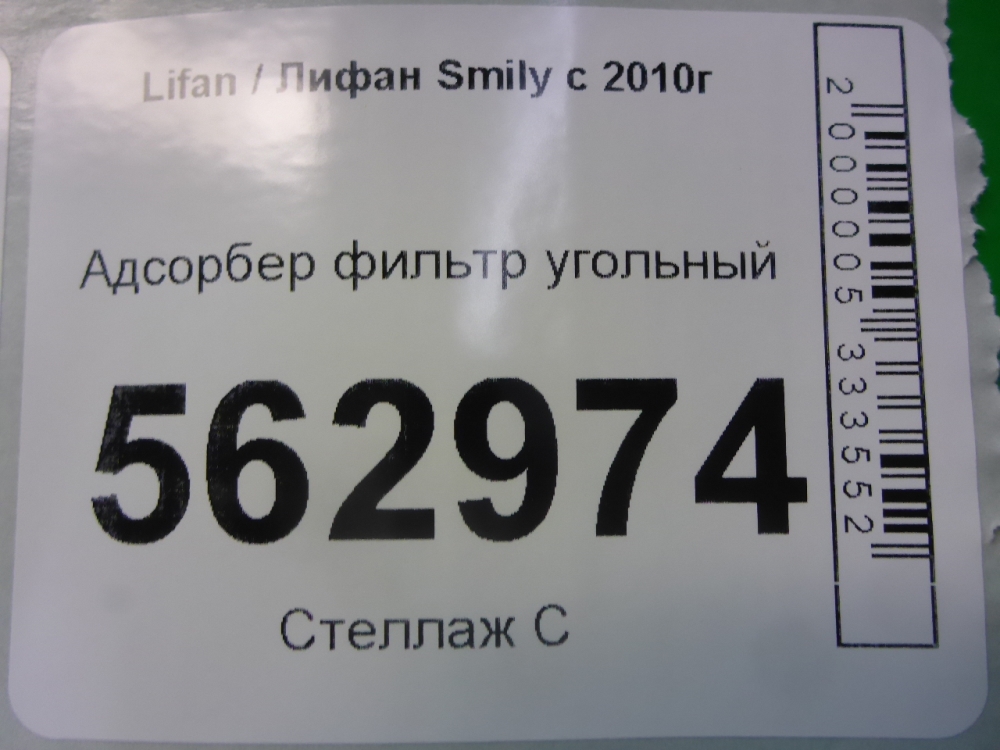 Lifan / Лифан Smily с 2010г
Адсорбер фильтр угольный
562974
Стеллаж С
2000005333552